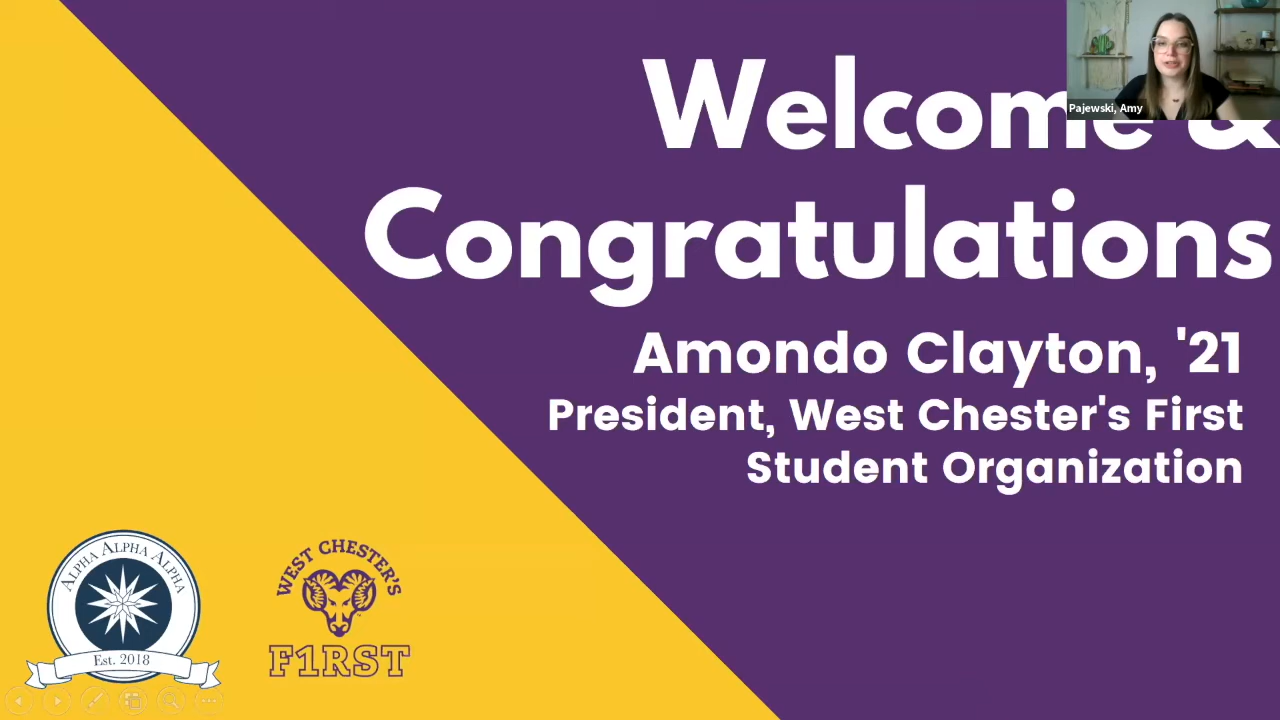 Welcome &
Congratulations
Pajewski, Amy
Amondo Clayton, '21
President, West Chester's First
Student Organization
ALPHA ALPHA ALPHA
Est. 2018
WEST CHESTER'S
F1RST